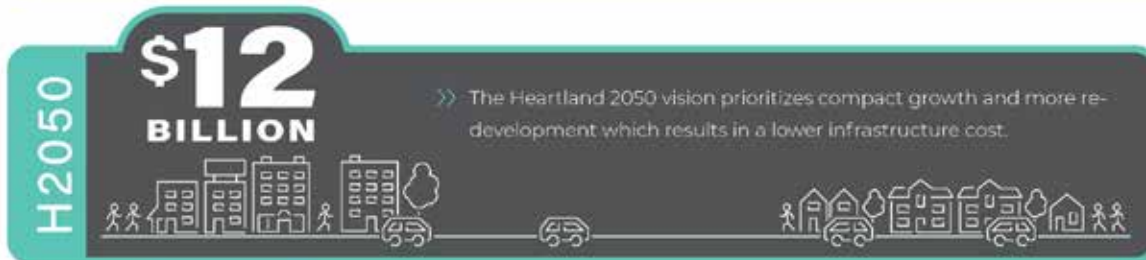 H2050
$12
BILLION
The Heartland 2050 vision prioritizes compact growth and more re-
development which results in a lower infrastructure cost.